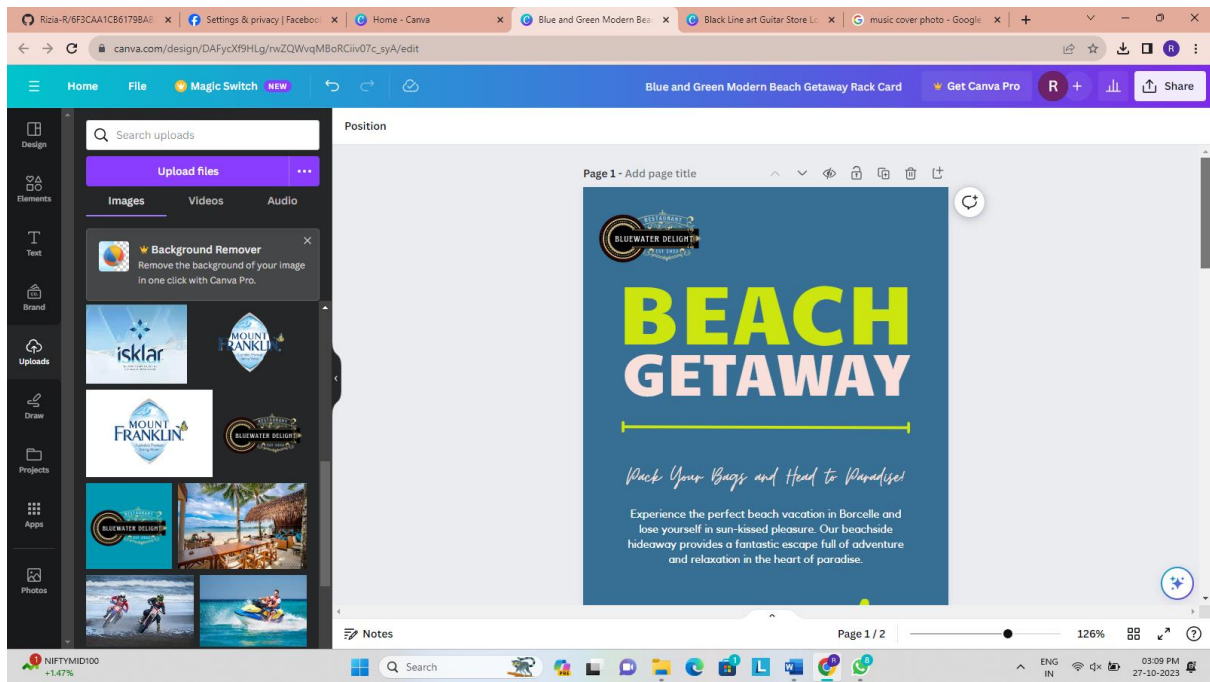 Rizia-R/6F3CAA1CB6179BAE
Settings & privacy | Faceboo
Home - Canva
Blue and Green Modern Bea
Black Line art Guitar Store Lo
music cover photo - Google
canva.com/design/DAFycXf9HLg/rwZQWvqMBoRCiiv07c_syA/edit
R
Home
File
Magic Switch
NEW
Blue and Green Modern Beach Getaway Rack Card
Get Canva Pro
R
Share
Design
Elements
Text
Brand
Uploads
Draw
Projects
Apps
Photos
Search uploads
Upload files
Images
Videos
Audio
Background Remover
Remove the background of your image
in one click with Canva Pro.
isklar
MOUNT
FRANKLIN
MOUNT
FRANKLIN
RESTAURANT
BLUEWATER DELIGHT
RESTAURANT
BLUEWATER DELIGHT
Position
Page 1 - Add page title
RESTAURANT
BLUEWATER DELIGHT
BEACH
GETAWAY
Pack Your Bags and Head to Paradise!
Experience the perfect beach vacation in Borcelle and
lose yourself in sun-kissed pleasure. Our beachside
hideaway provides a fantastic escape full of adventure
and relaxation in the heart of paradise.
Notes
Page 1 / 2
126%
NIFTYMID100
+1.47%
Search
ENG
IN
03:09 PM
27-10-2023